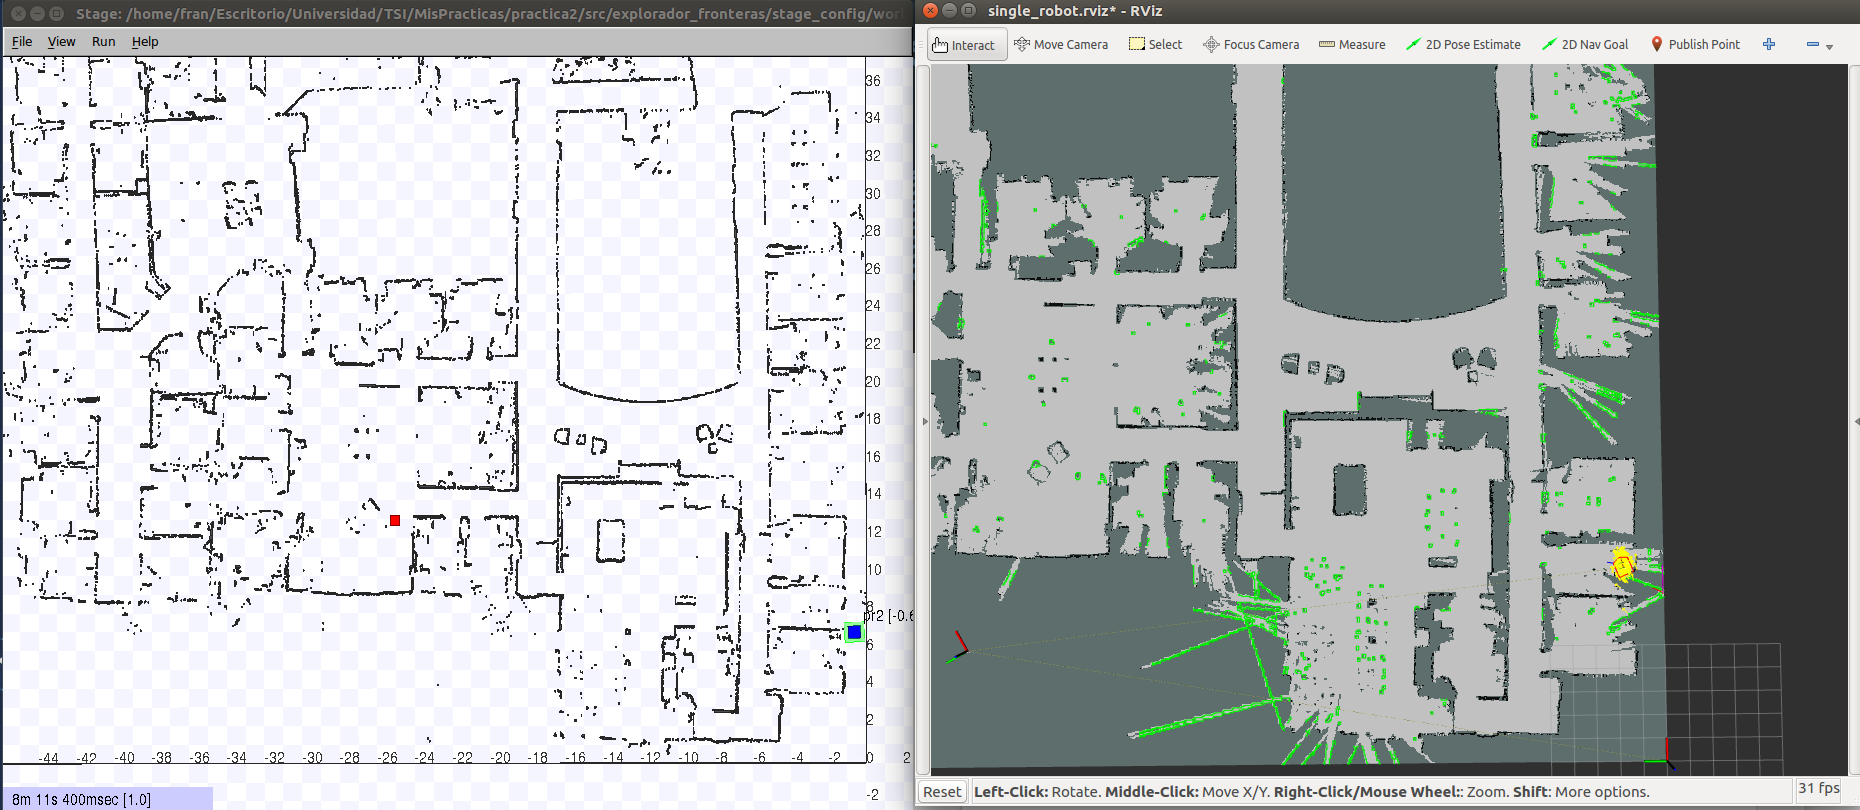 Stage: /home/fran/Escritorio/Universidad/TSI/MisPracticas/practica2/src/explorador_fronteras/stage_config/wor
File View Run Help
36
34
32
30
28
26
24
22
20
18
16
14
12
10
8
pr2 [-0.6
6
4
2
-44 -42 -40 -38 -36 -34 -32 -30 -28 -26 -24 -22 -20 -18 -16 -14 -12 -10 -8 -6 -4 -2 0 2
-2
8m 11s 400msec [1.0]
single_robot.rviz* - RViz
Interact Move Camera Select Focus Camera Measure 2D Pose Estimate 2D Nav Goal Publish Point
Reset Left-Click: Rotate. Middle-Click: Move X/Y. Right-Click/Mouse Wheel:: Zoom. Shift: More options. 31 fps